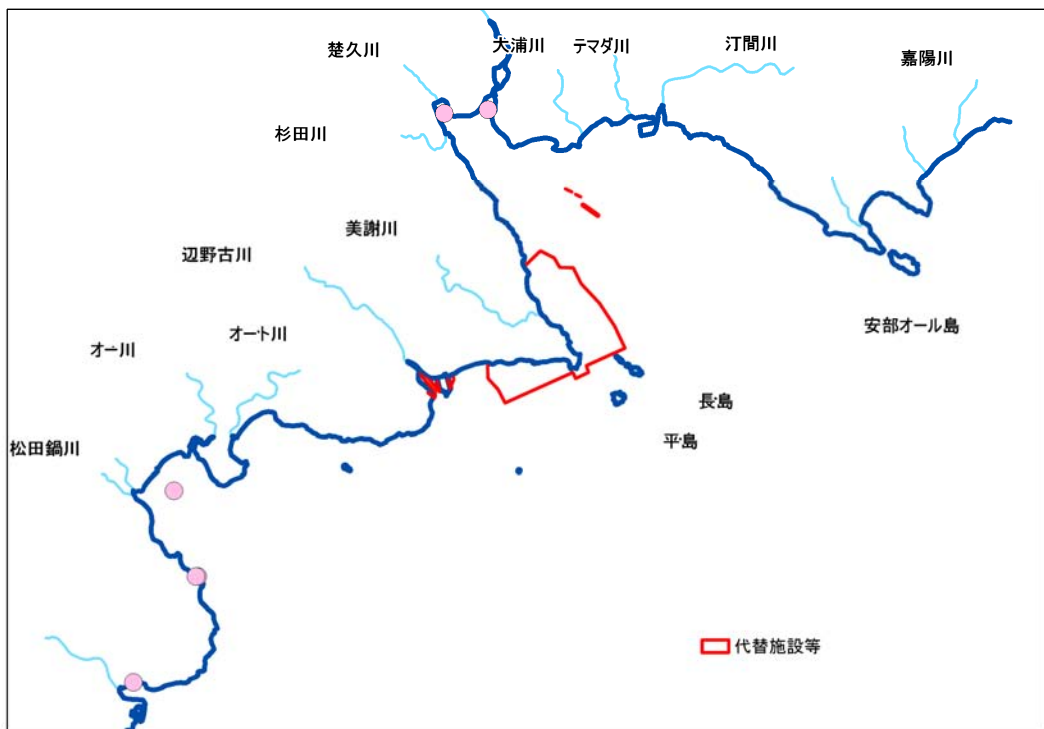 楚久川
大浦川
テマダ川
汀間川
嘉陽川
杉田川
美謝川
辺野古川
安部オール島
オート川
オー川
長島
平島
松田鍋川
代替施設等